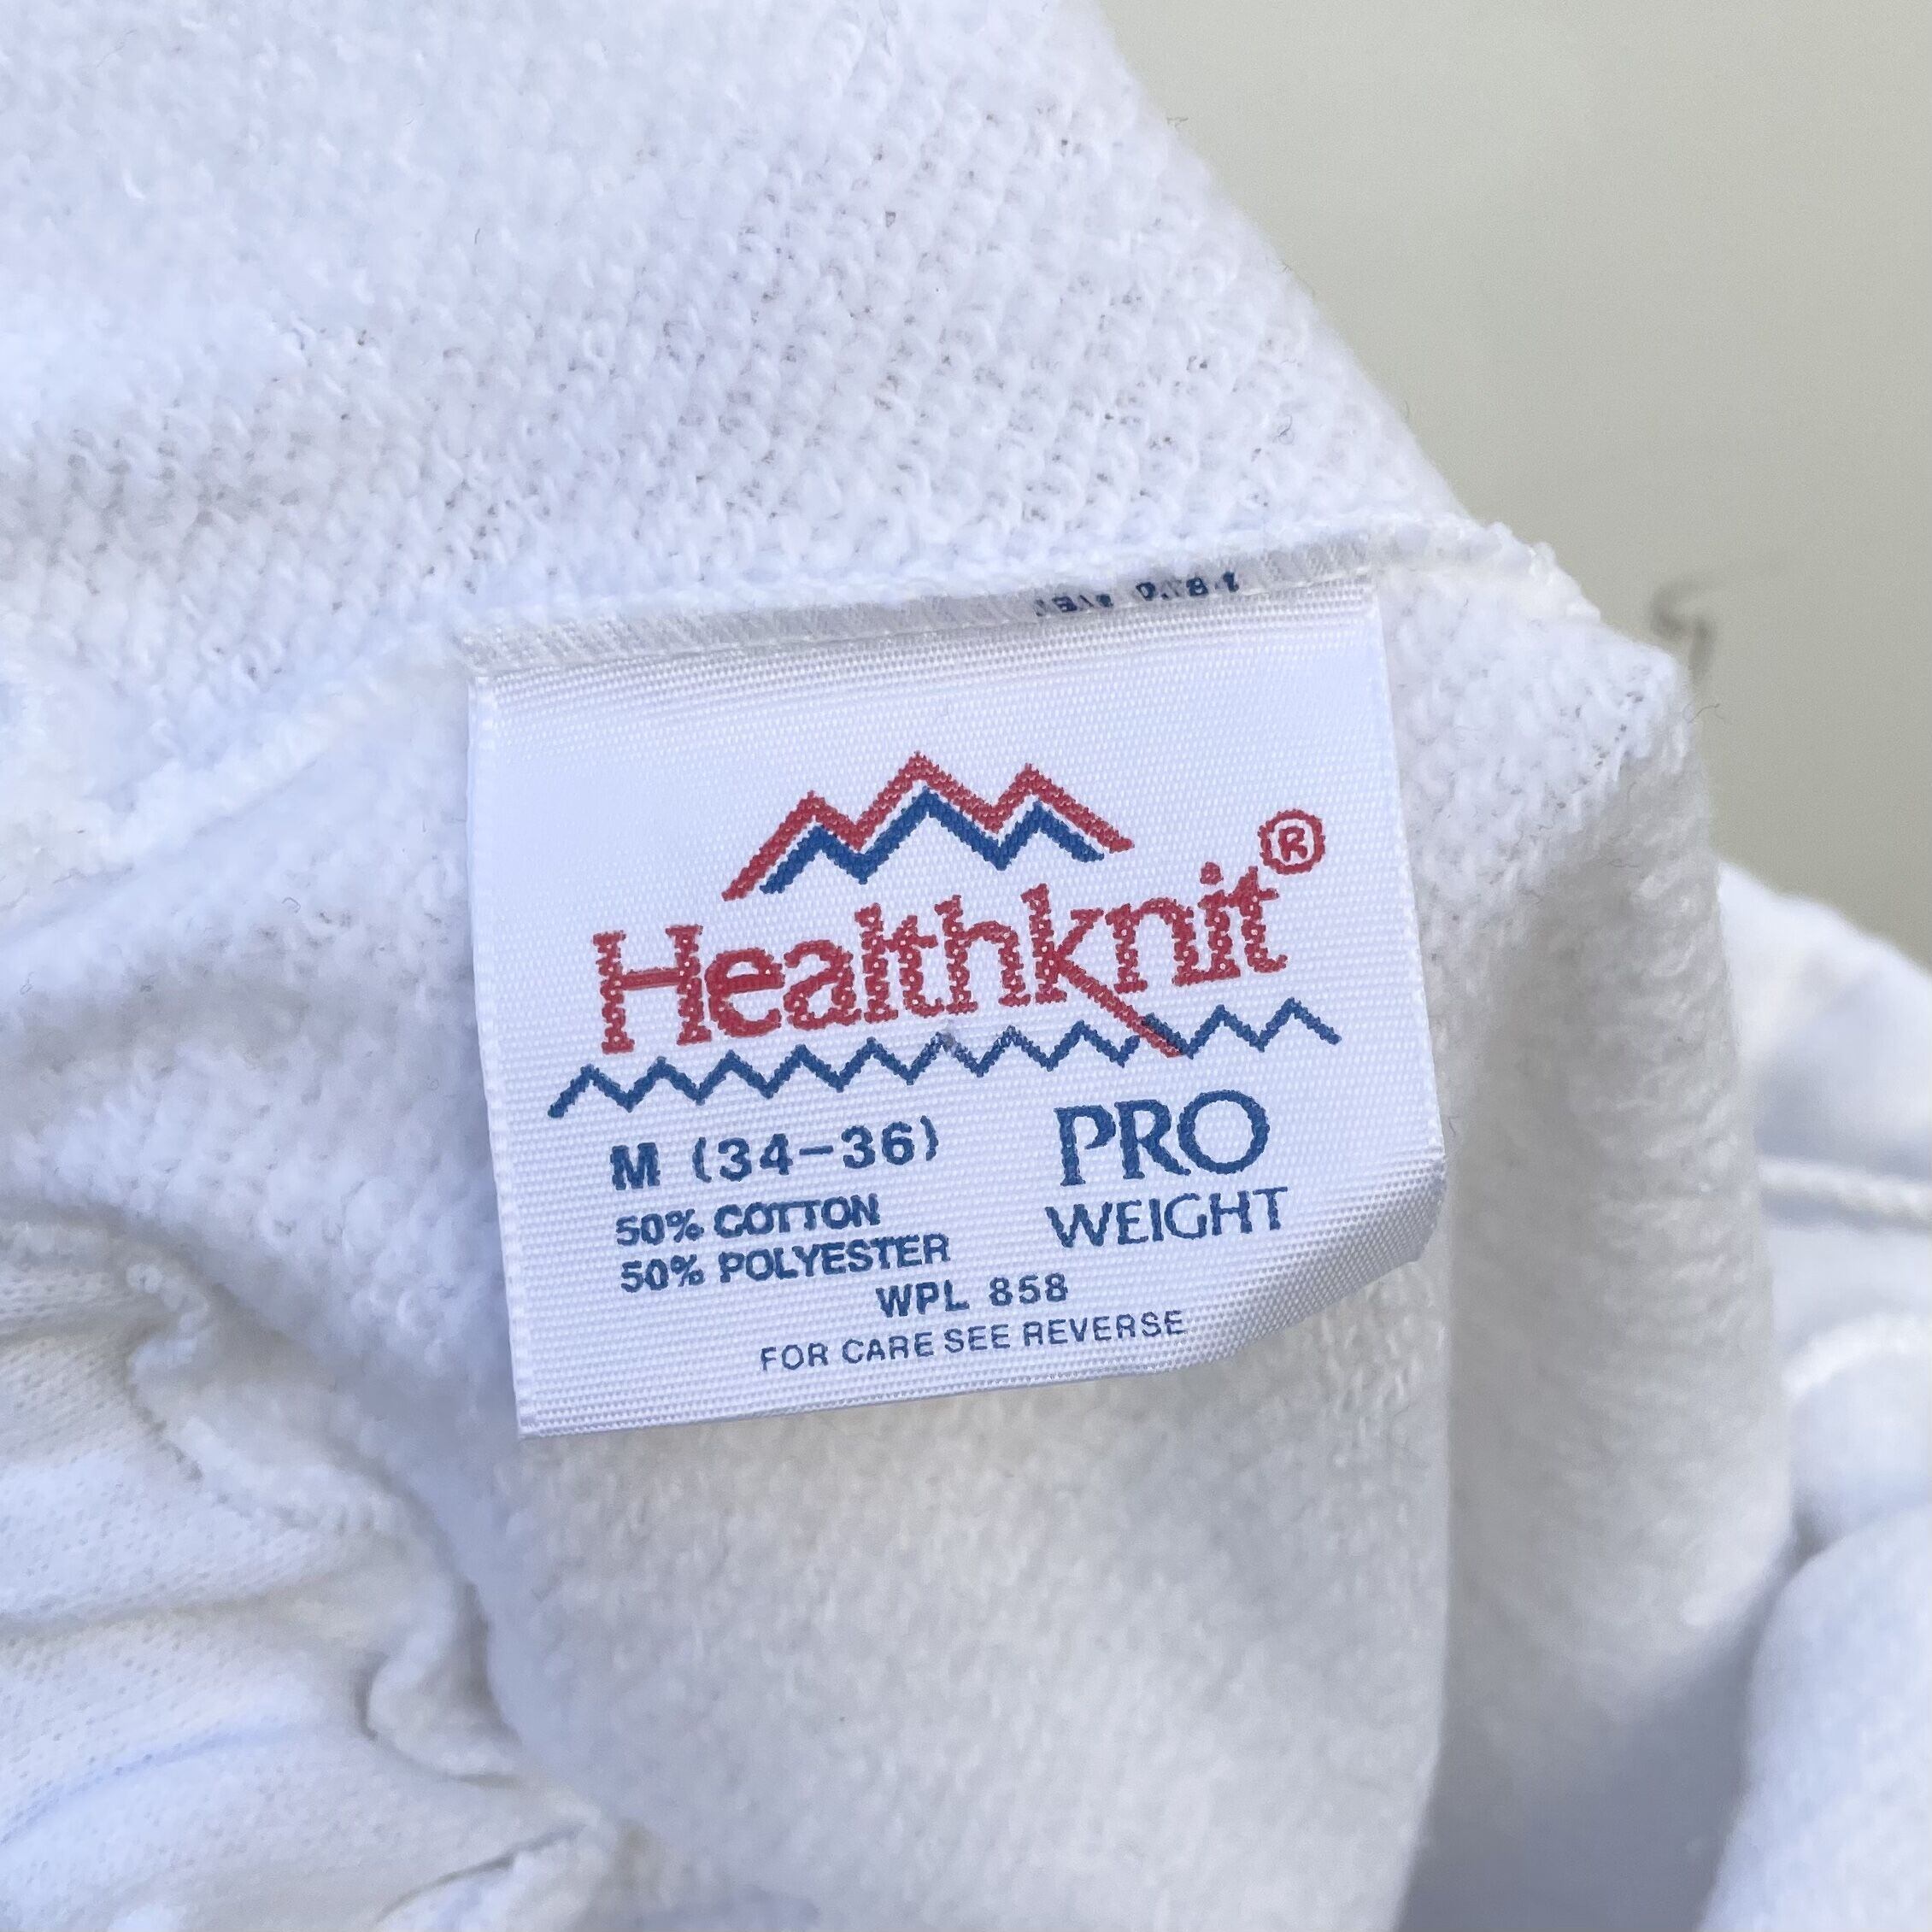 Healthknit®
M (34-36)
PRO
WEIGHT
50% COTTON
50% POLYESTER
WPL 858
FOR CARE SEE REVERSE